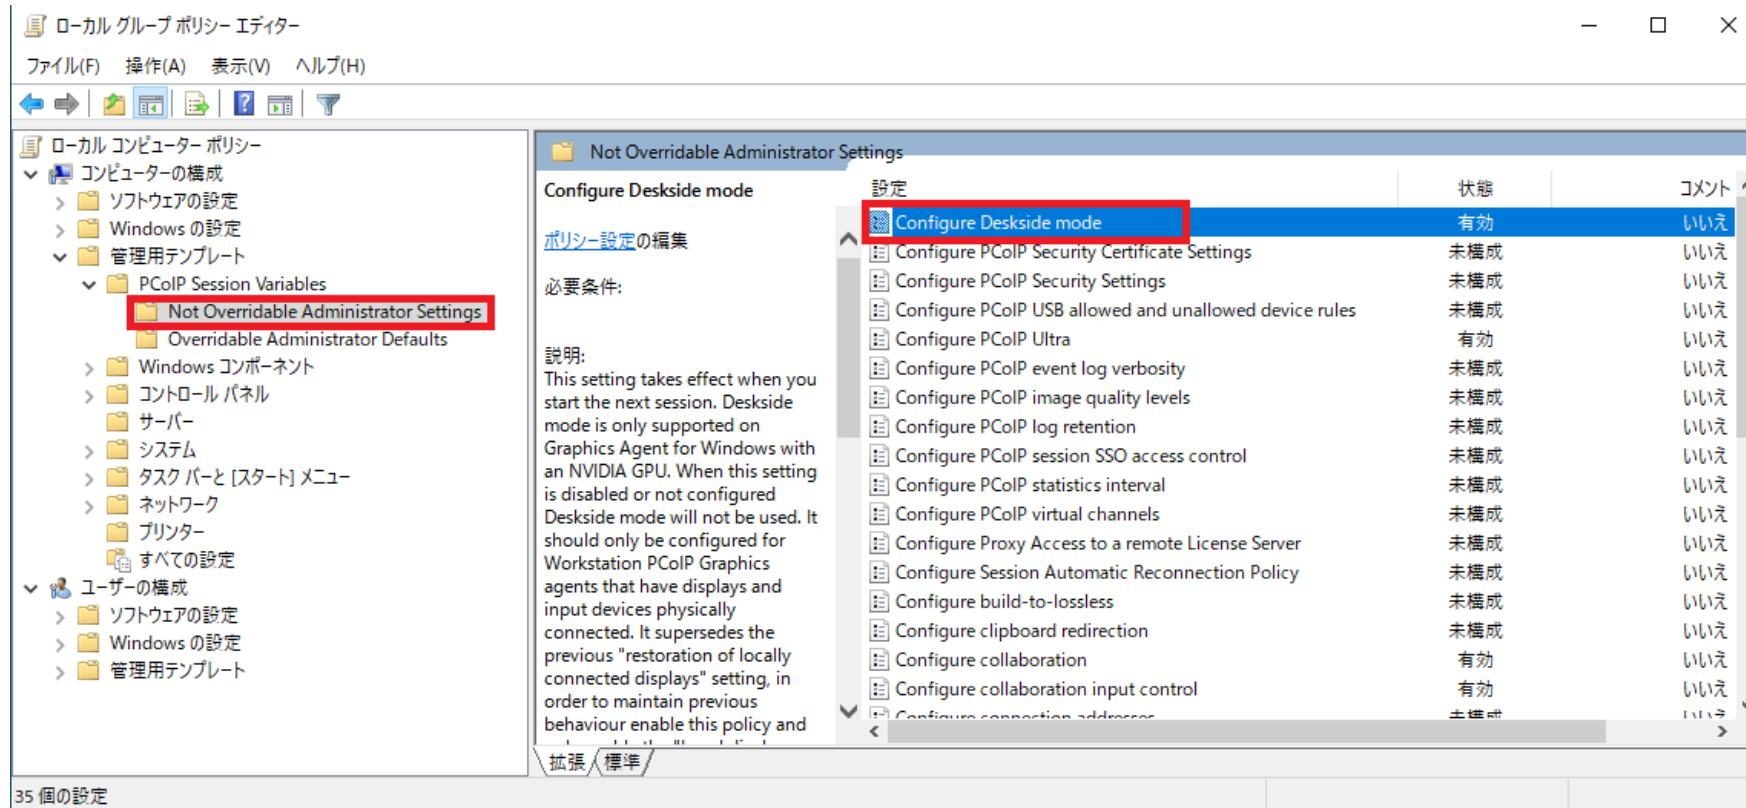 ローカル グループ ポリシー エディター
ファイル(F) 操作(A) 表示(V) ヘルプ(H)
ローカル コンピューター ポリシー
コンピューターの構成
ソフトウェアの設定
Windows の設定
管理用テンプレート
PCoIP Session Variables
Not Overridable Administrator Settings
Overridable Administrator Defaults
Windows コンポーネント
コントロール パネル
サーバー
システム
タスク バーと [スタート] メニュー
ネットワーク
プリンター
すべての設定
ユーザーの構成
ソフトウェアの設定
Windows の設定
管理用テンプレート
Not Overridable Administrator Settings
Configure Deskside mode
ポリシー設定の編集
必要条件:
説明:
This setting takes effect when you
start the next session. Deskside
mode is only supported on
Graphics Agent for Windows with
an NVIDIA GPU. When this setting
is disabled or not configured
Deskside mode will not be used. It
should only be configured for
Workstation PCoIP Graphics
agents that have displays and
input devices physically
connected. It supersedes the
previous "restoration of locally
connected displays" setting, in
order to maintain previous
behaviour enable this policy and
設定 状態 コメント
Configure Deskside mode 有効 いいえ
Configure PCoIP Security Certificate Settings 未構成 いいえ
Configure PCoIP Security Settings 未構成 いいえ
Configure PCoIP USB allowed and unallowed device rules 未構成 いいえ
Configure PCoIP Ultra 有効 いいえ
Configure PCoIP event log verbosity 未構成 いいえ
Configure PCoIP image quality levels 未構成 いいえ
Configure PCoIP log retention 未構成 いいえ
Configure PCoIP session SSO access control 未構成 いいえ
Configure PCoIP statistics interval 未構成 いいえ
Configure PCoIP virtual channels 未構成 いいえ
Configure Proxy Access to a remote License Server 未構成 いいえ
Configure Session Automatic Reconnection Policy 未構成 いいえ
Configure build-to-lossless 未構成 いいえ
Configure clipboard redirection 未構成 いいえ
Configure collaboration 有効 いいえ
Configure collaboration input control 有効 いいえ
Configure connection addresses 未構成 いいえ
拡張 標準
35 個の設定